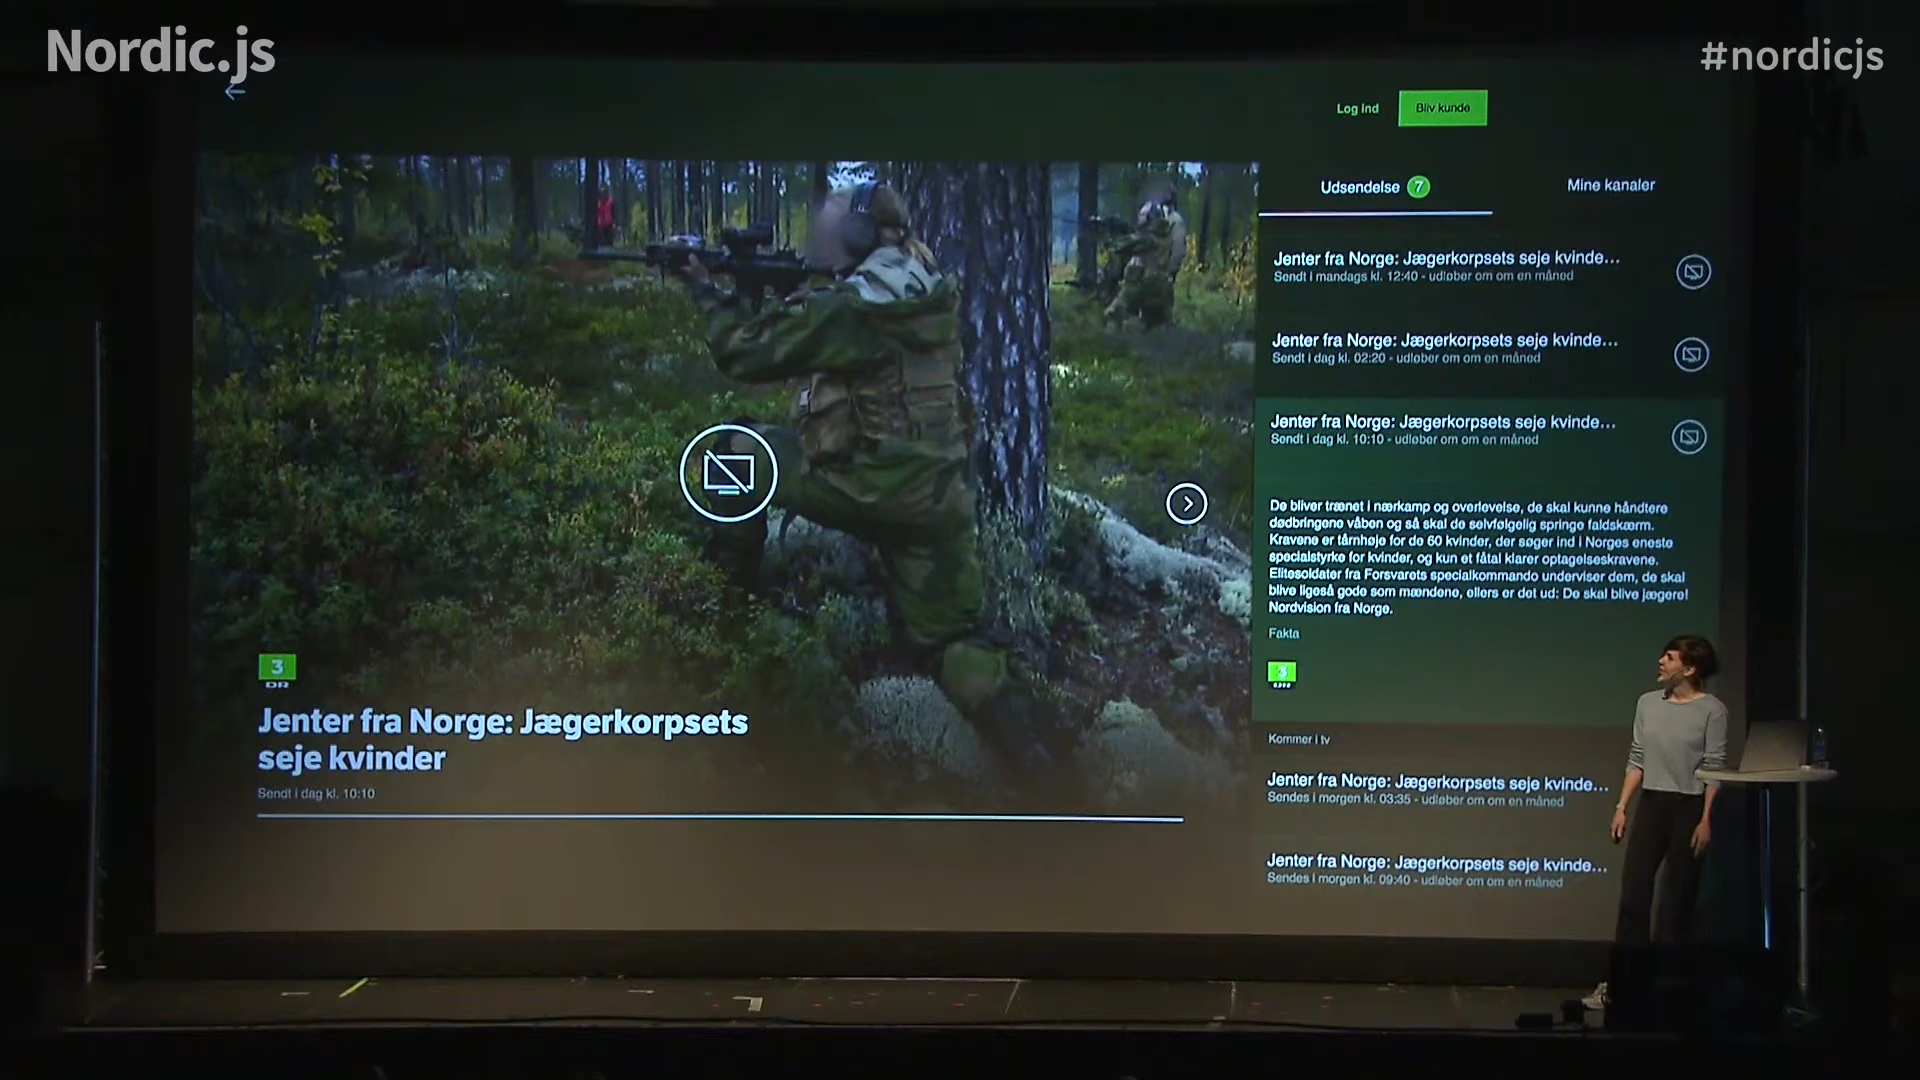 Nordic.js
#nordicjs
Log ind
Bliv kunde
Udsendelse 7
Mine kanaler
Jenter fra Norge: Jægerkorpsets seje kvinde...
Sendt i mandags kl. 12:40 - udløber om om en måned
Jenter fra Norge: Jægerkorpsets seje kvinde...
Sendt i dag kl. 02:20 - udløber om om en måned
Jenter fra Norge: Jægerkorpsets seje kvinde...
Sendt i dag kl. 10:10 - udløber om om en måned
De bliver trænet i nærkamp og overlevelse, de skal kunne håndtere
dødbringene våben og så skal de selvfølgelig springe faldskærm.
Kravene er tårnhøje for de 60 kvinder, der søger ind i Norges eneste
specialstyrke for kvinder, og kun et fåtal klarer optagelseskravene.
Elitesoldater fra Forsvarets specialkommando underviser dem, de skal
blive ligeså gode som mændene, ellers er det ud: De skal blive jægere!
Nordvision fra Norge.
Fakta
3
Kommer i tv
Jenter fra Norge: Jægerkorpsets seje kvinde...
Sendes i morgen kl. 03:35 - udløber om om en måned
Jenter fra Norge: Jægerkorpsets seje kvinde...
Sendes i morgen kl. 09:40 - udløber om om en måned
3
DR
Jenter fra Norge: Jægerkorpsets
seje kvinder
Sendt i dag kl. 10:10